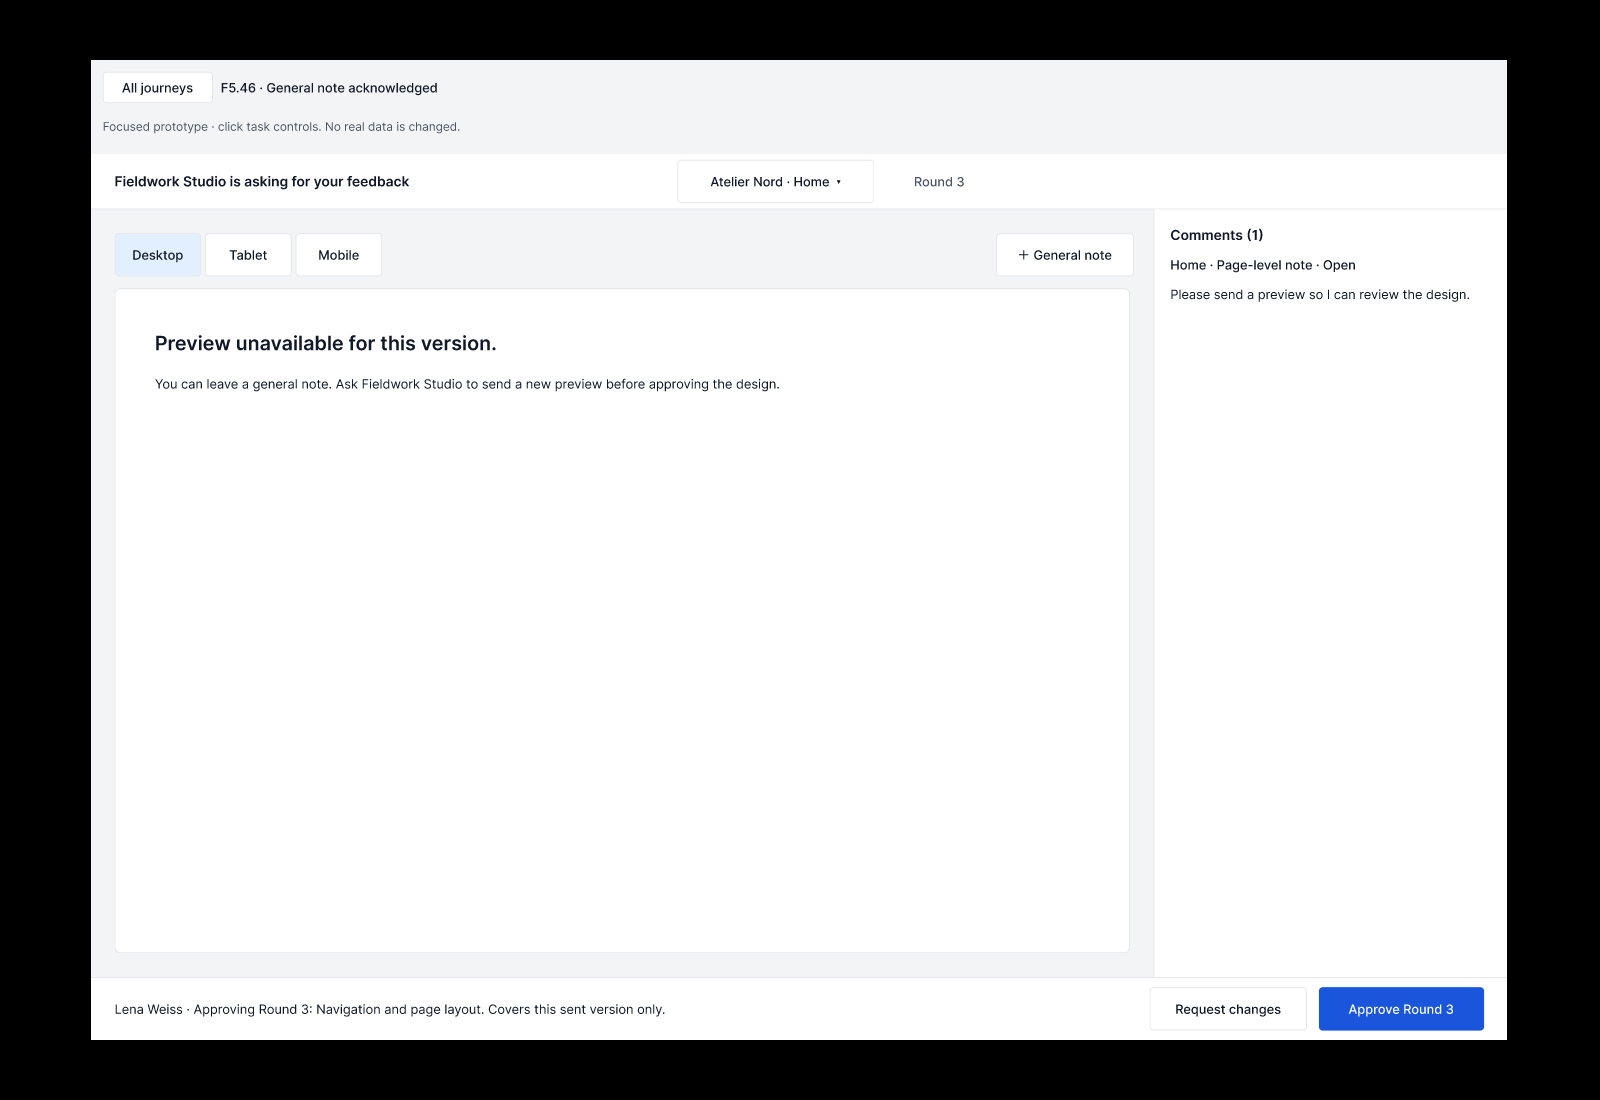 All journeys
F5.46 · General note acknowledged
Focused prototype · click task controls. No real data is changed.
Fieldwork Studio is asking for your feedback
Atelier Nord · Home ▾
Round 3
Desktop
Tablet
Mobile
+ General note
Preview unavailable for this version.
You can leave a general note. Ask Fieldwork Studio to send a new preview before approving the design.
Comments (1)
Home · Page-level note · Open
Please send a preview so I can review the design.
Lena Weiss · Approving Round 3: Navigation and page layout. Covers this sent version only.
Request changes
Approve Round 3